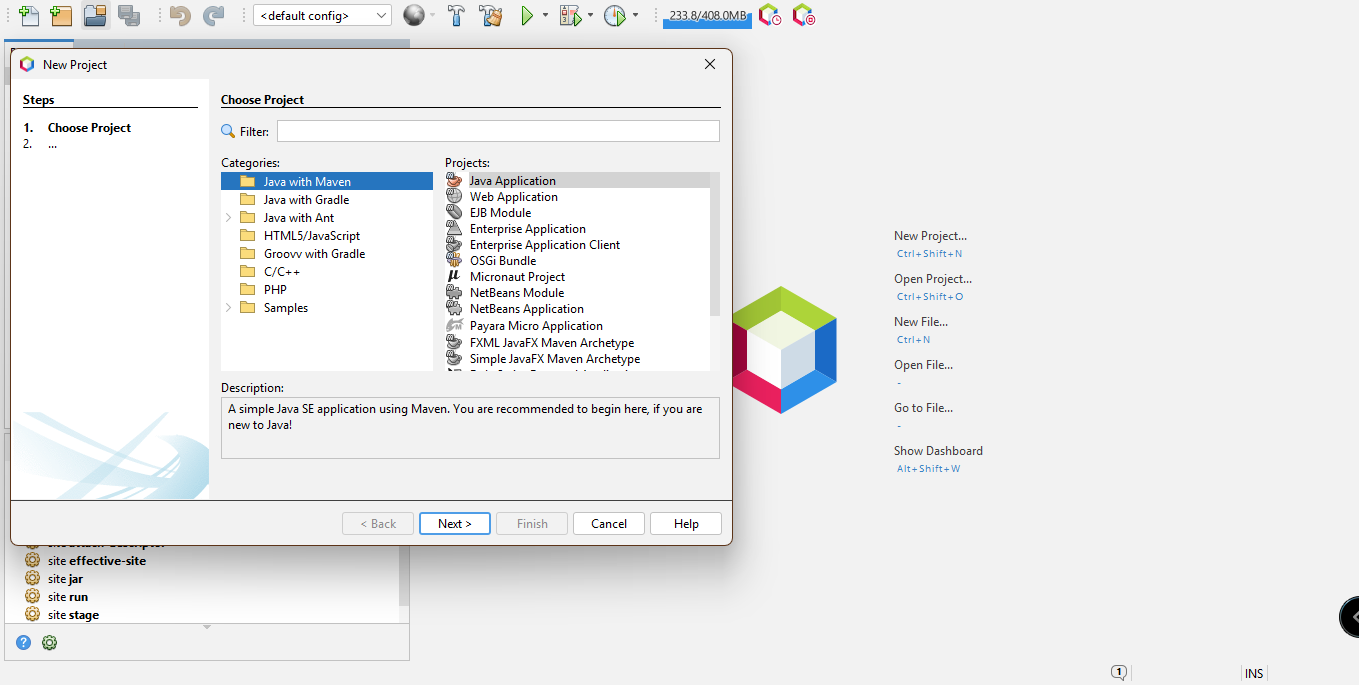 <default config>
233.8/408.0MB
New Project
Steps
1. Choose Project
2. ...
Choose Project
Filter:
Categories:
Java with Maven
Java with Gradle
Java with Ant
HTML5/JavaScript
Groovy with Gradle
C/C++
PHP
Samples
Projects:
Java Application
Web Application
EJB Module
Enterprise Application
Enterprise Application Client
OSGi Bundle
Micronaut Project
NetBeans Module
NetBeans Application
Payara Micro Application
FXML JavaFX Maven Archetype
Simple JavaFX Maven Archetype
Description:
A simple Java SE application using Maven. You are recommended to begin here, if you are
new to Java!
< Back
Next >
Finish
Cancel
Help
New Project...
Ctrl+Shift+N
Open Project...
Ctrl+Shift+O
New File...
Ctrl+N
Open File...
-
Go to File...
-
Show Dashboard
Alt+Shift+W
site attach-descriptor
site effective-site
site jar
site run
site stage
1
INS